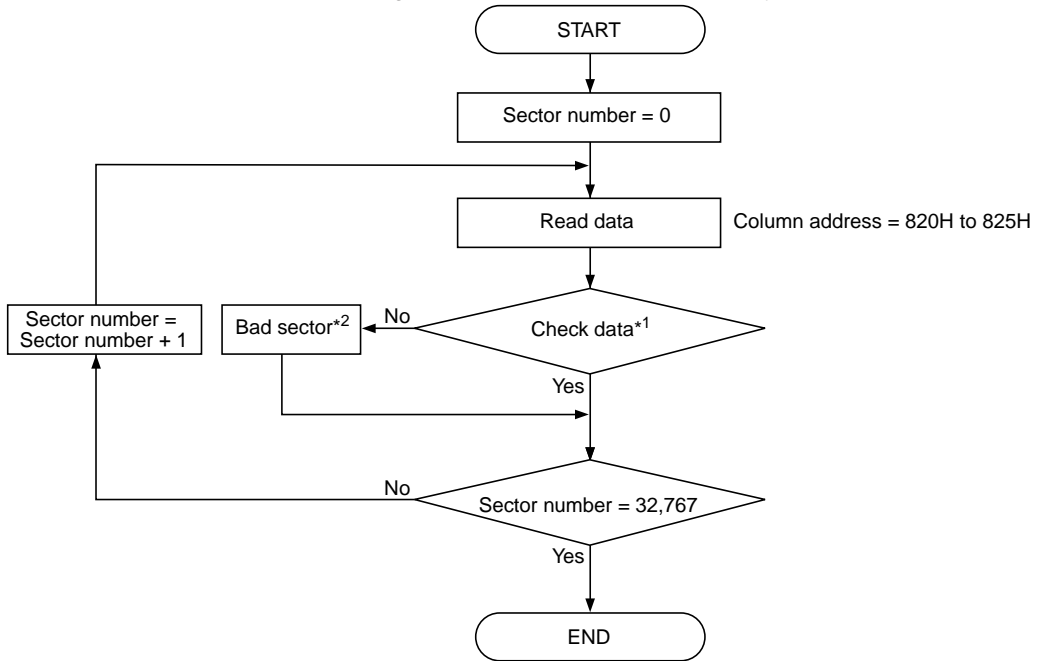 START
Sector number = 0
Read data
Column address = 820H to 825H
Sector number =
Sector number + 1
Bad sector*2
No
Check data*1
Yes
No
Sector number = 32,767
Yes
END